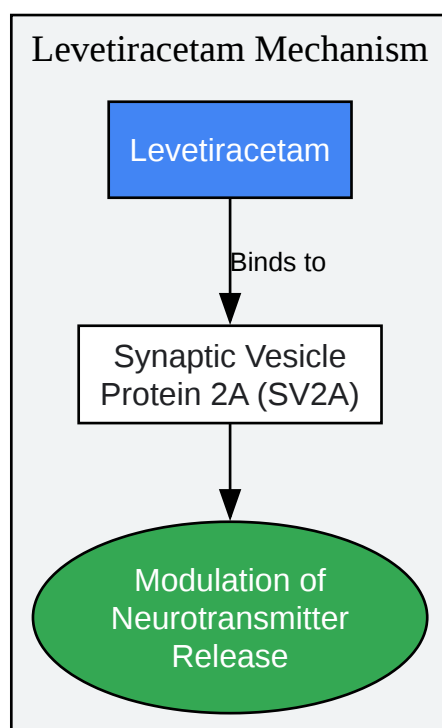 Levetiracetam Mechanism
Levetiracetam
Binds to
Synaptic Vesicle
Protein 2A (SV2A)
Modulation of
Neurotransmitter
Release